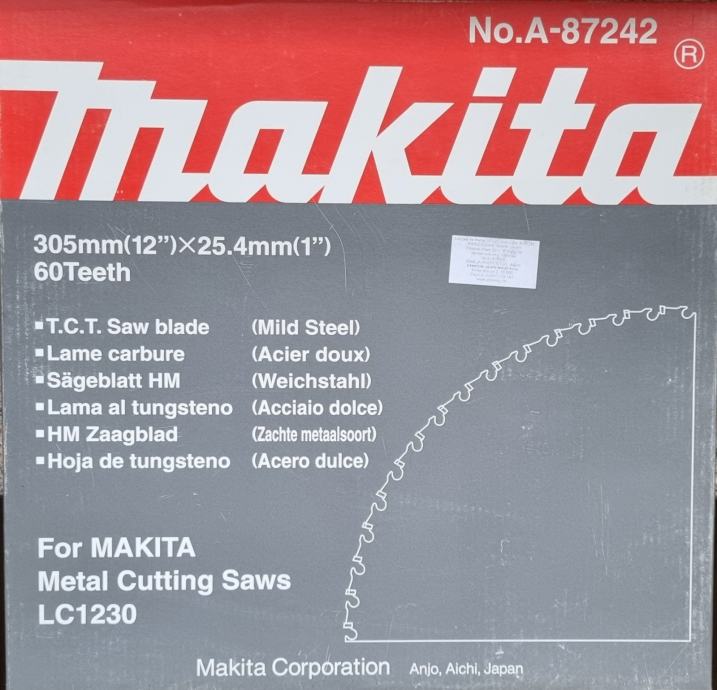 No.A-87242
makita®
305mm(12”)×25.4mm(1”)
60Teeth
▪T.C.T. Saw blade (Mild Steel)
▪Lame carbure (Acier doux)
▪Sägeblatt HM (Weichstahl)
▪Lama al tungsteno (Acciaio dolce)
▪HM Zaagblad (Zachte metaalsoort)
▪Hoja de tungsteno (Acero dulce)
For MAKITA
Metal Cutting Saws
LC1230
Makita Corporation Anjo, Aichi, Japan